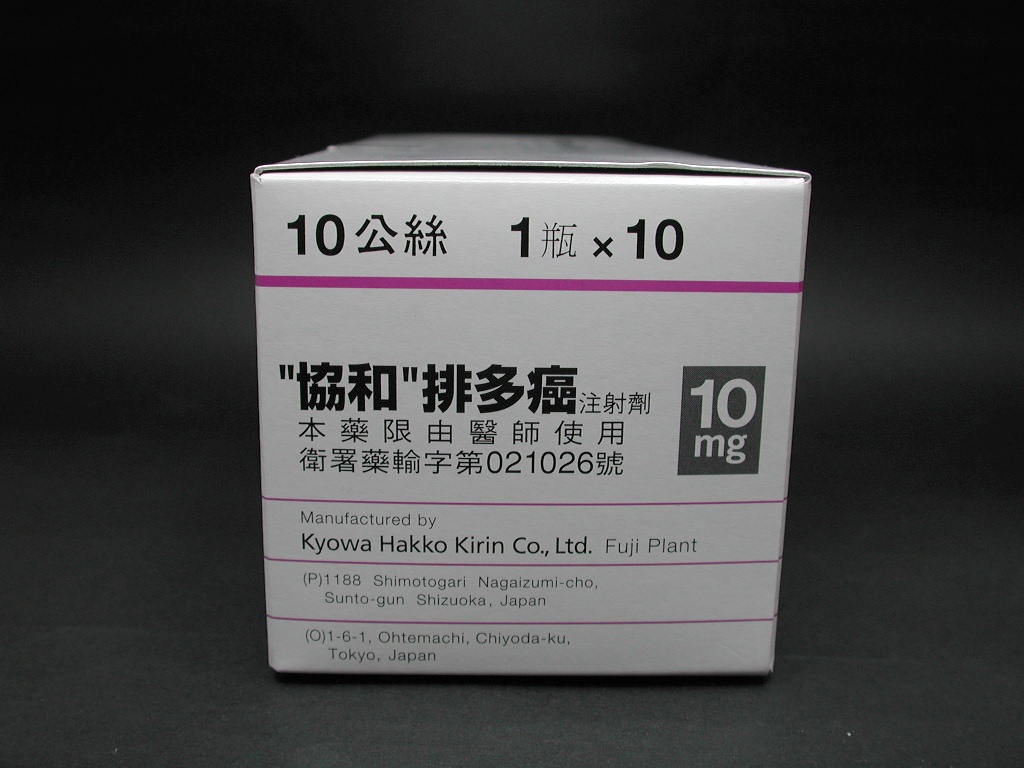 10公絲 1瓶 × 10
"協和"排多癌注射劑
本藥限由醫師使用
衛署藥輸字第021026號
10
mg
Manufactured by
Kyowa Hakko Kirin Co., Ltd. Fuji Plant
(P)1188 Shimotogari Nagaizumi-cho,
Sunto-gun Shizuoka, Japan
(O)1-6-1, Ohtemachi, Chiyoda-ku,
Tokyo, Japan